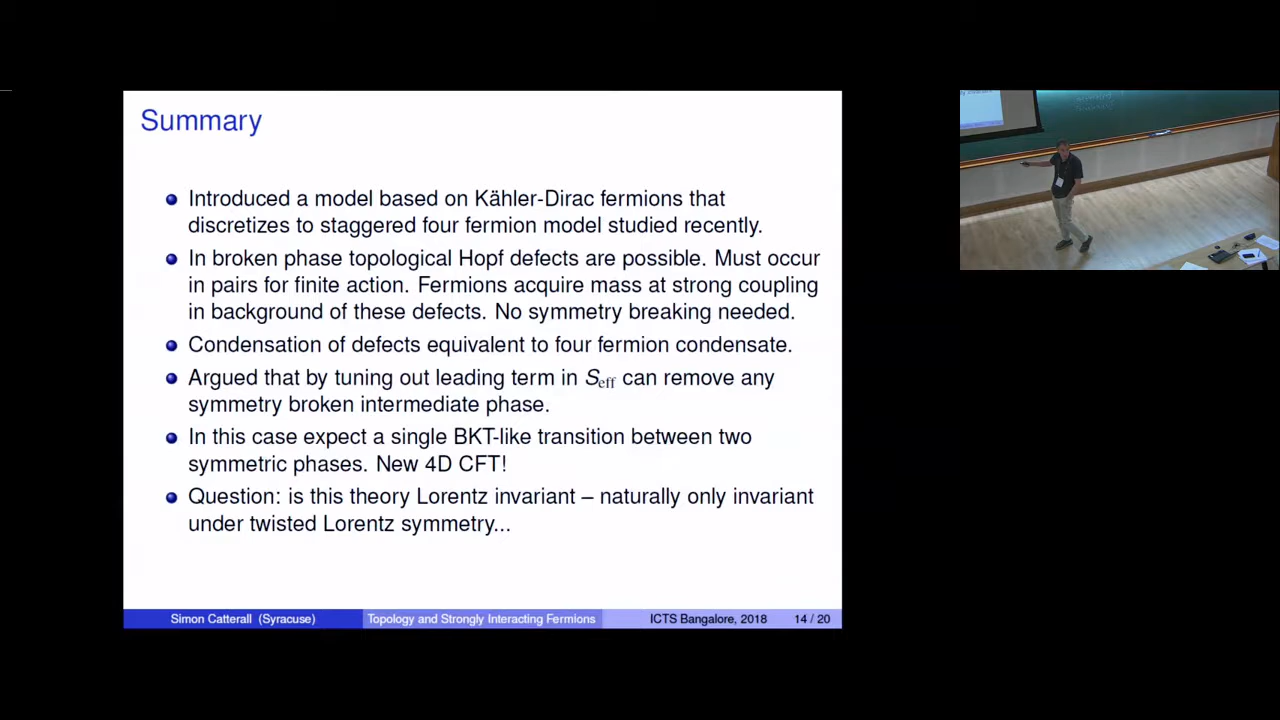 Summary
Introduced a model based on Kähler-Dirac fermions that
discretizes to staggered four fermion model studied recently.
In broken phase topological Hopf defects are possible. Must occur
in pairs for finite action. Fermions acquire mass at strong coupling
in background of these defects. No symmetry breaking needed.
Condensation of defects equivalent to four fermion condensate.
Argued that by tuning out leading term in Seff can remove any
symmetry broken intermediate phase.
In this case expect a single BKT-like transition between two
symmetric phases. New 4D CFT!
Question: is this theory Lorentz invariant – naturally only invariant
under twisted Lorentz symmetry...
Simon Catterall (Syracuse) Topology and Strongly Interacting Fermions ICTS Bangalore, 2018 14 / 20